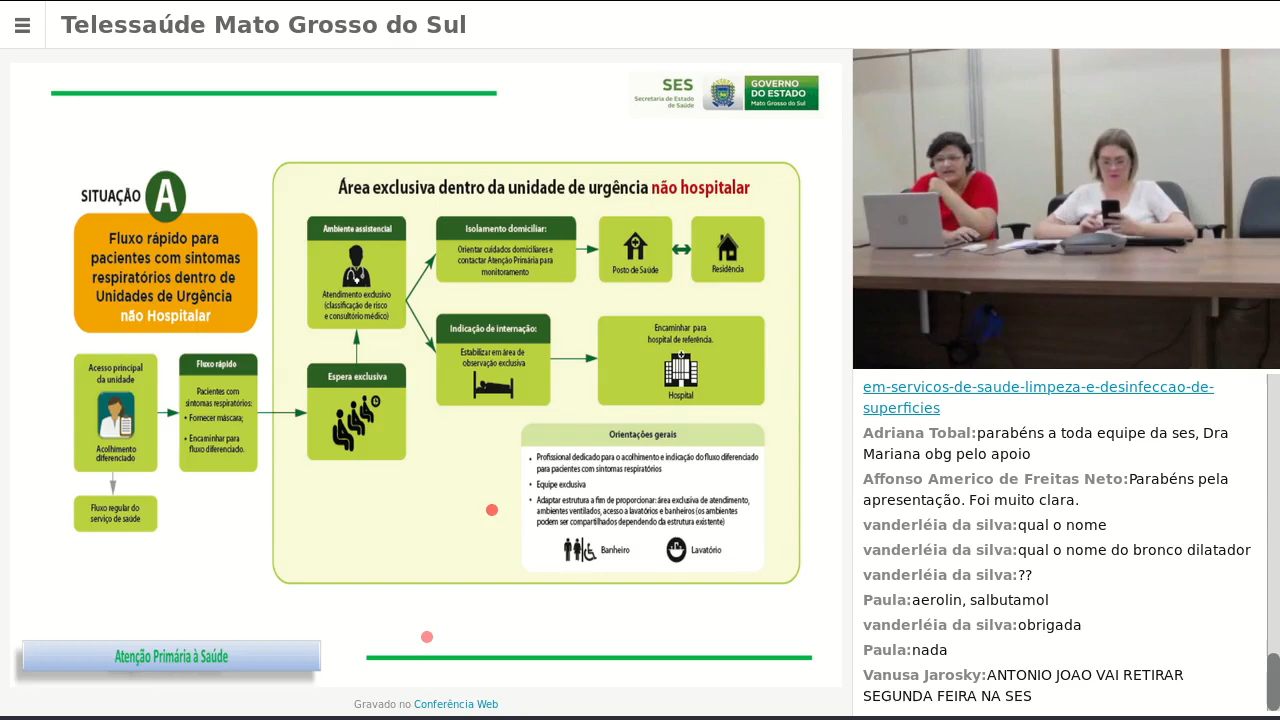 Telessaúde Mato Grosso do Sul
SES
Secretaria de Estado
de Saúde
GOVERNO
DO ESTADO
Mato Grosso do Sul
SITUAÇÃO A
Fluxo rápido para
pacientes com sintomas
respiratórios dentro de
Unidades de Urgência
não Hospitalar
Acesso principal
da unidade
Acolhimento
diferenciado
Fluxo regular do
serviço de saúde
Fluxo rápido
Pacientes com
sintomas respiratórios:
• Fornecer máscara;
• Encaminhar para
fluxo diferenciado.
Área exclusiva dentro da unidade de urgência não hospitalar
Ambiente assistencial
Atendimento exclusivo
(classificação de risco
e consultório médico)
Espera exclusiva
Isolamento domiciliar:
Orientar cuidados domiciliares e
contactar Atenção Primária para
monitoramento
Posto de Saúde
Residência
Indicação de internação:
Estabilizar em área de
observação exclusiva
Encaminhar para
hospital de referência.
Hospital
Orientações gerais
• Profissional dedicado para o acolhimento e indicação do fluxo diferenciado
para pacientes com sintomas respiratórios
• Equipe exclusiva
• Adaptar estrutura a fim de proporcionar: área exclusiva de atendimento,
ambientes ventilados, acesso a lavatórios e banheiros (os ambientes
podem ser compartilhados dependendo da estrutura existente)
Banheiro
Lavatório
Atenção Primária à Saúde
Gravado no Conferência Web
em-servicos-de-saude-limpeza-e-desinfeccao-de-
superficies
Adriana Tobal:parabéns a toda equipe da ses, Dra
Mariana obg pelo apoio
Affonso Americo de Freitas Neto:Parabéns pela
apresentação. Foi muito clara.
vanderléia da silva:qual o nome
vanderléia da silva:qual o nome do bronco dilatador
vanderléia da silva:??
Paula:aerolin, salbutamol
vanderléia da silva:obrigada
Paula:nada
Vanusa Jarosky:ANTONIO JOAO VAI RETIRAR
SEGUNDA FEIRA NA SES